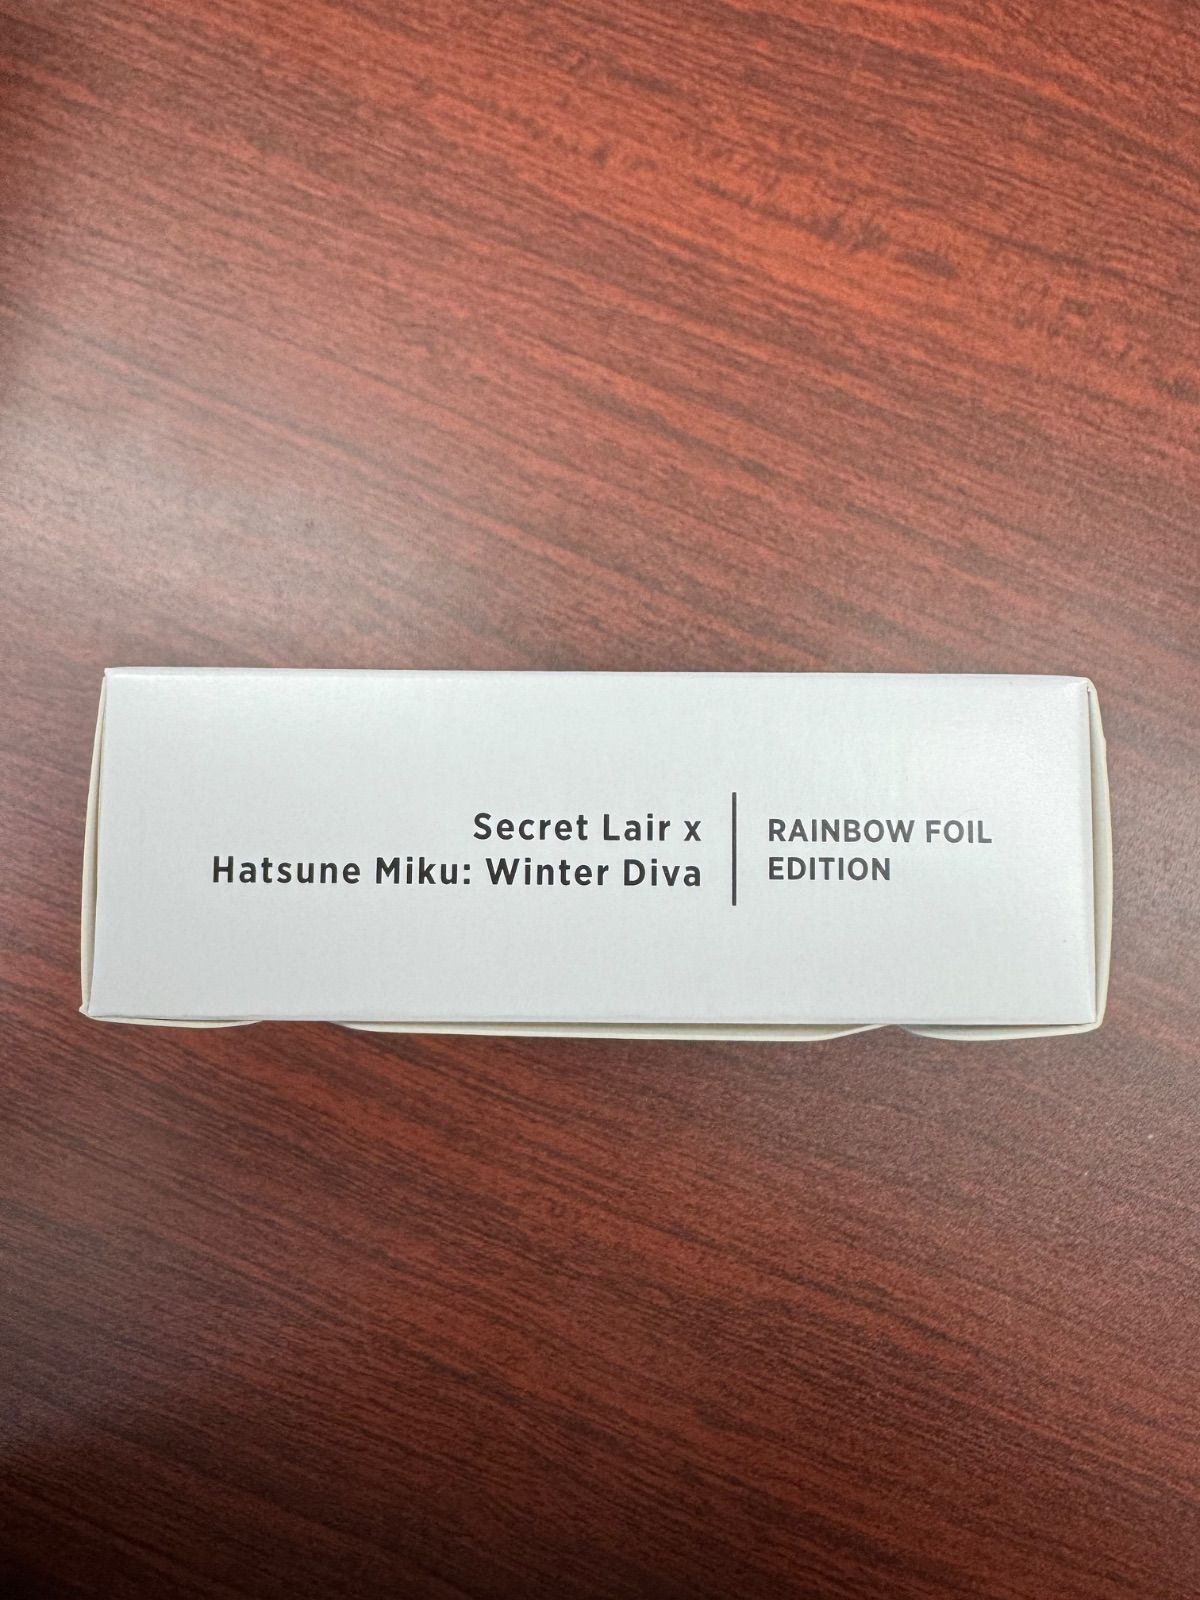 Secret Lair x
Hatsune Miku: Winter Diva
RAINBOW FOIL
EDITION